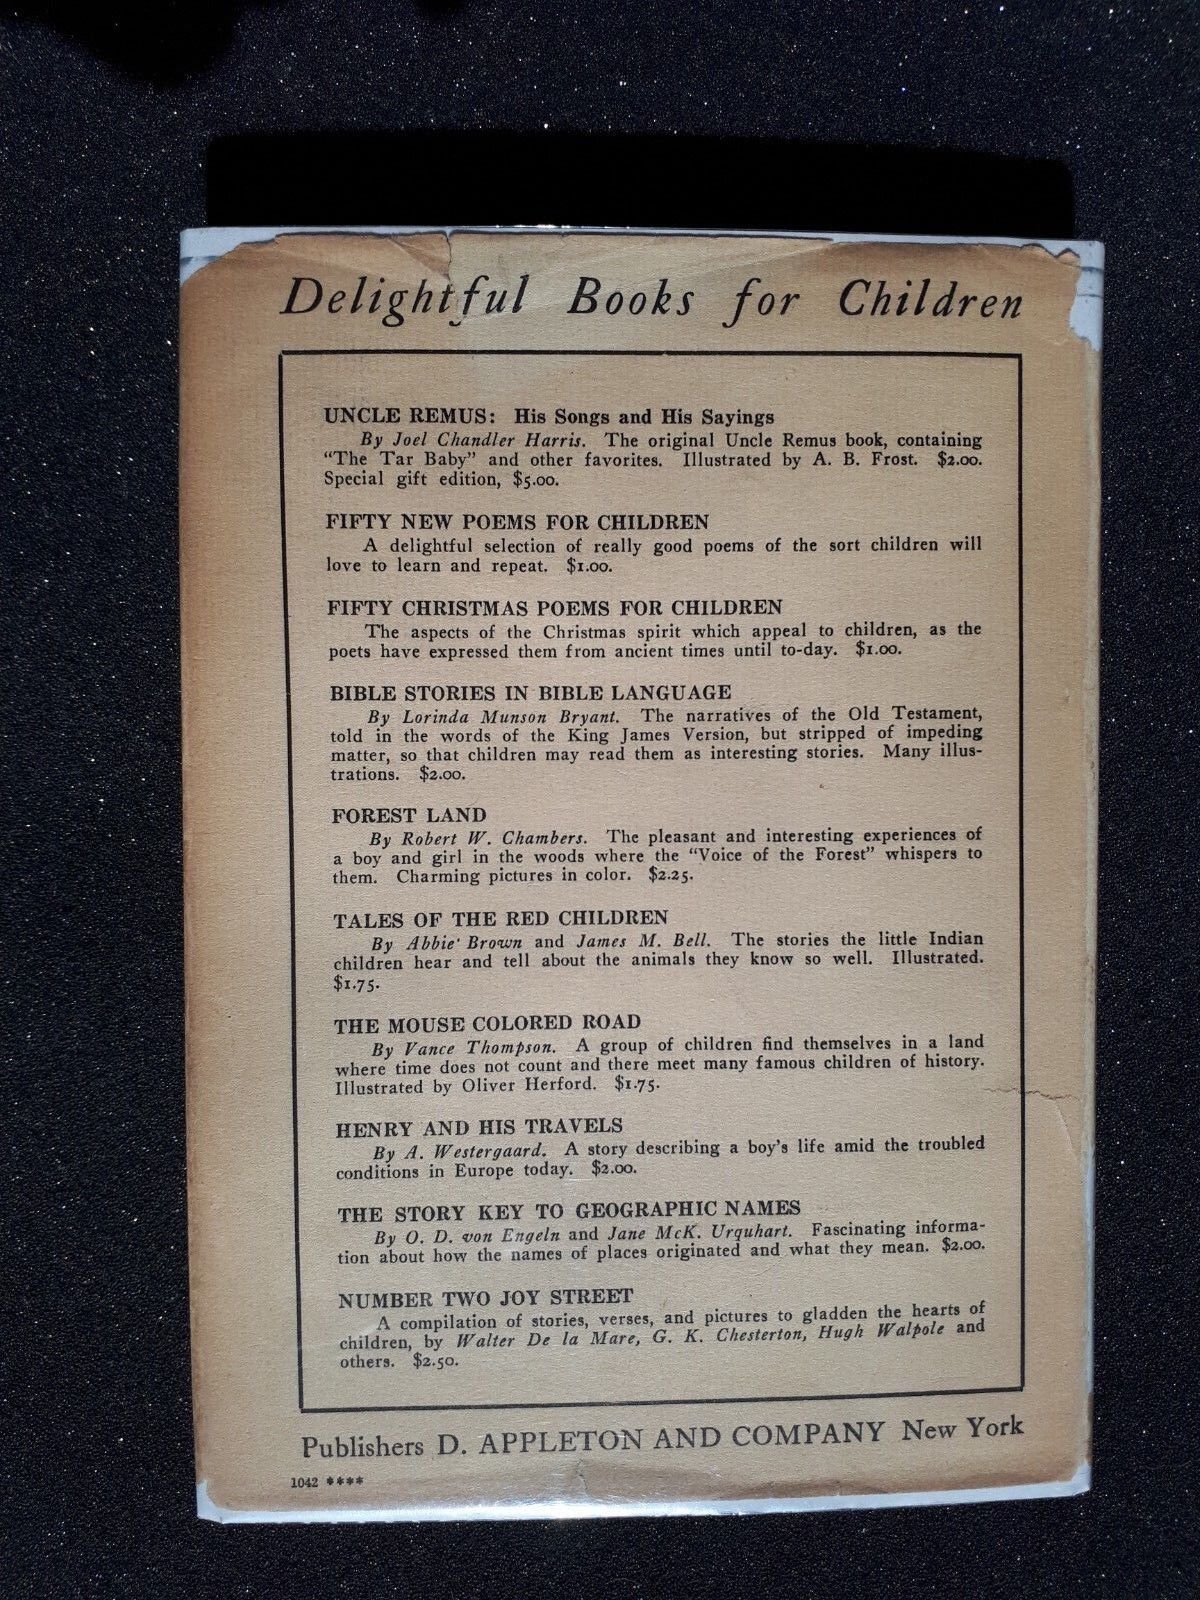 Delightful Books for Children
UNCLE REMUS: His Songs and His Sayings
By Joel Chandler Harris. The original Uncle Remus book, containing
"The Tar Baby" and other favorites. Illustrated by A. B. Frost. $2.00.
Special gift edition, $5.00.
FIFTY NEW POEMS FOR CHILDREN
A delightful selection of really good poems of the sort children will
love to learn and repeat. $1.00.
FIFTY CHRISTMAS POEMS FOR CHILDREN
The aspects of the Christmas spirit which appeal to children, as the
poets have expressed them from ancient times until to-day. $1.00.
BIBLE STORIES IN BIBLE LANGUAGE
By Lorinda Munson Bryant. The narratives of the Old Testament,
told in the words of the King James Version, but stripped of impeding
matter, so that children may read them as interesting stories. Many illus-
trations. $2.00.
FOREST LAND
By Robert W. Chambers. The pleasant and interesting experiences of
a boy and girl in the woods where the "Voice of the Forest" whispers to
them. Charming pictures in color. $2.25.
TALES OF THE RED CHILDREN
By Abbie Brown and James M. Bell. The stories the little Indian
children hear and tell about the animals they know so well. Illustrated.
$1.75.
THE MOUSE COLORED ROAD
By Vance Thompson. A group of children find themselves in a land
where time does not count and there meet many famous children of history.
Illustrated by Oliver Herford. $1.75.
HENRY AND HIS TRAVELS
By A. Westergaard. A story describing a boy's life amid the troubled
conditions in Europe today. $2.00.
THE STORY KEY TO GEOGRAPHIC NAMES
By O. D. von Engeln and Jane McK. Urquhart. Fascinating informa-
tion about how the names of places originated and what they mean. $2.00.
NUMBER TWO JOY STREET
A compilation of stories, verses, and pictures to gladden the hearts of
children, by Walter De la Mare, G. K. Chesterton, Hugh Walpole and
others. $2.50.
Publishers D. APPLETON AND COMPANY New York
1042 ****